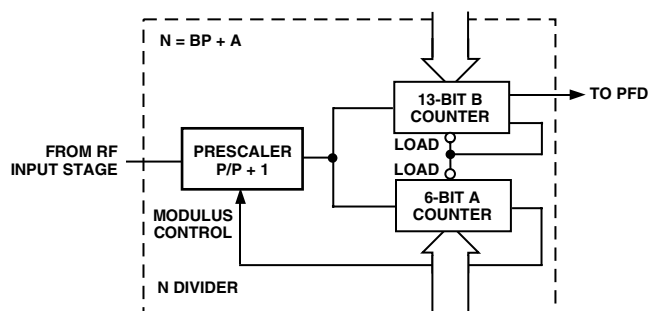 N = BP + A
13-BIT B
COUNTER
TO PFD
LOAD
LOAD
FROM RF
INPUT STAGE
PRESCALER
P/P + 1
6-BIT A
COUNTER
MODULUS
CONTROL
N DIVIDER